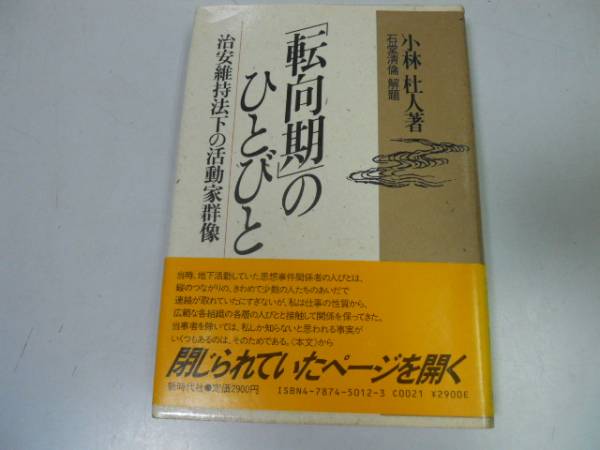 小林杜人著
石堂清倫 解題
「転向期」の
ひとびと
治安維持法下の活動家群像
当時、地下活動していた思想事件関係者の人びとは、
縦のつながりの、きわめて少数の人たちのあいだで
連絡が取れていたにすぎないが、私は仕事の性質から、
広範な各組織の各層の人びとと接触して関係を保ってきた。
当事者を除いては、私しか知らないと思われる事実が
いくつもあるのは、そのためである。〈本文〉から
閉じられていたページを開く
新時代社●定価2900円
ISBN4-7874-5012-3 C0021 ¥2900E